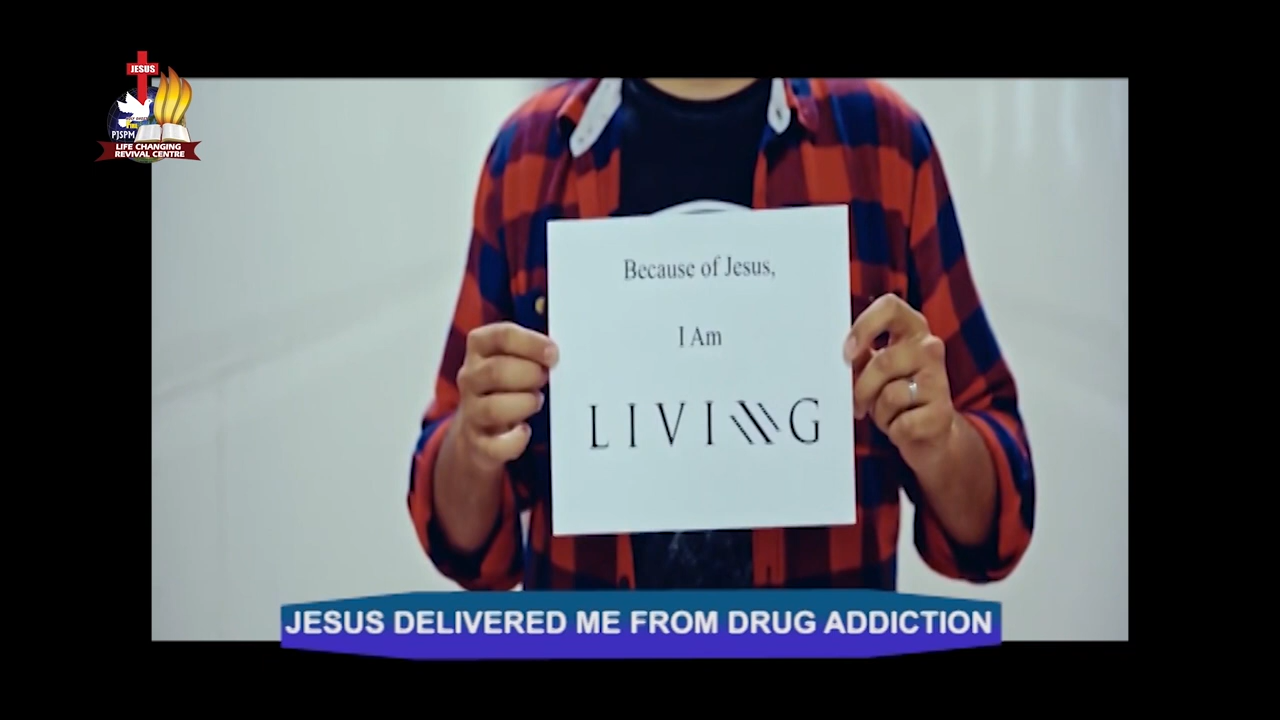 JESUS
PJSPM
LIFE CHANGING
REVIVAL CENTRE
Because of Jesus,
I Am
LIVING
JESUS DELIVERED ME FROM DRUG ADDICTION